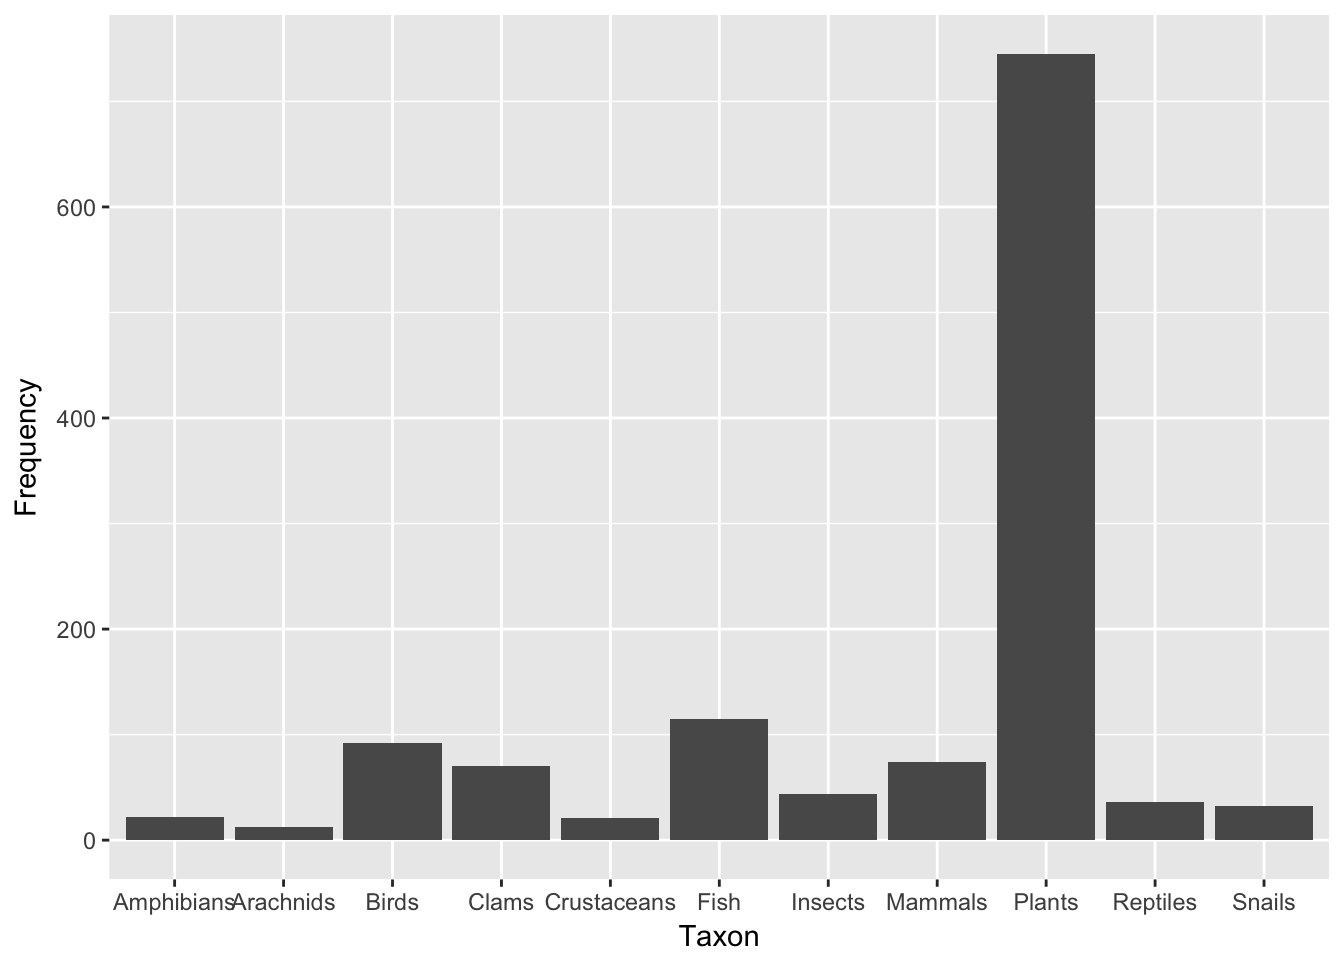 Frequency
600
400
200
0
Amphibians Arachnids Birds Clams Crustaceans Fish Insects Mammals Plants Reptiles Snails
Taxon